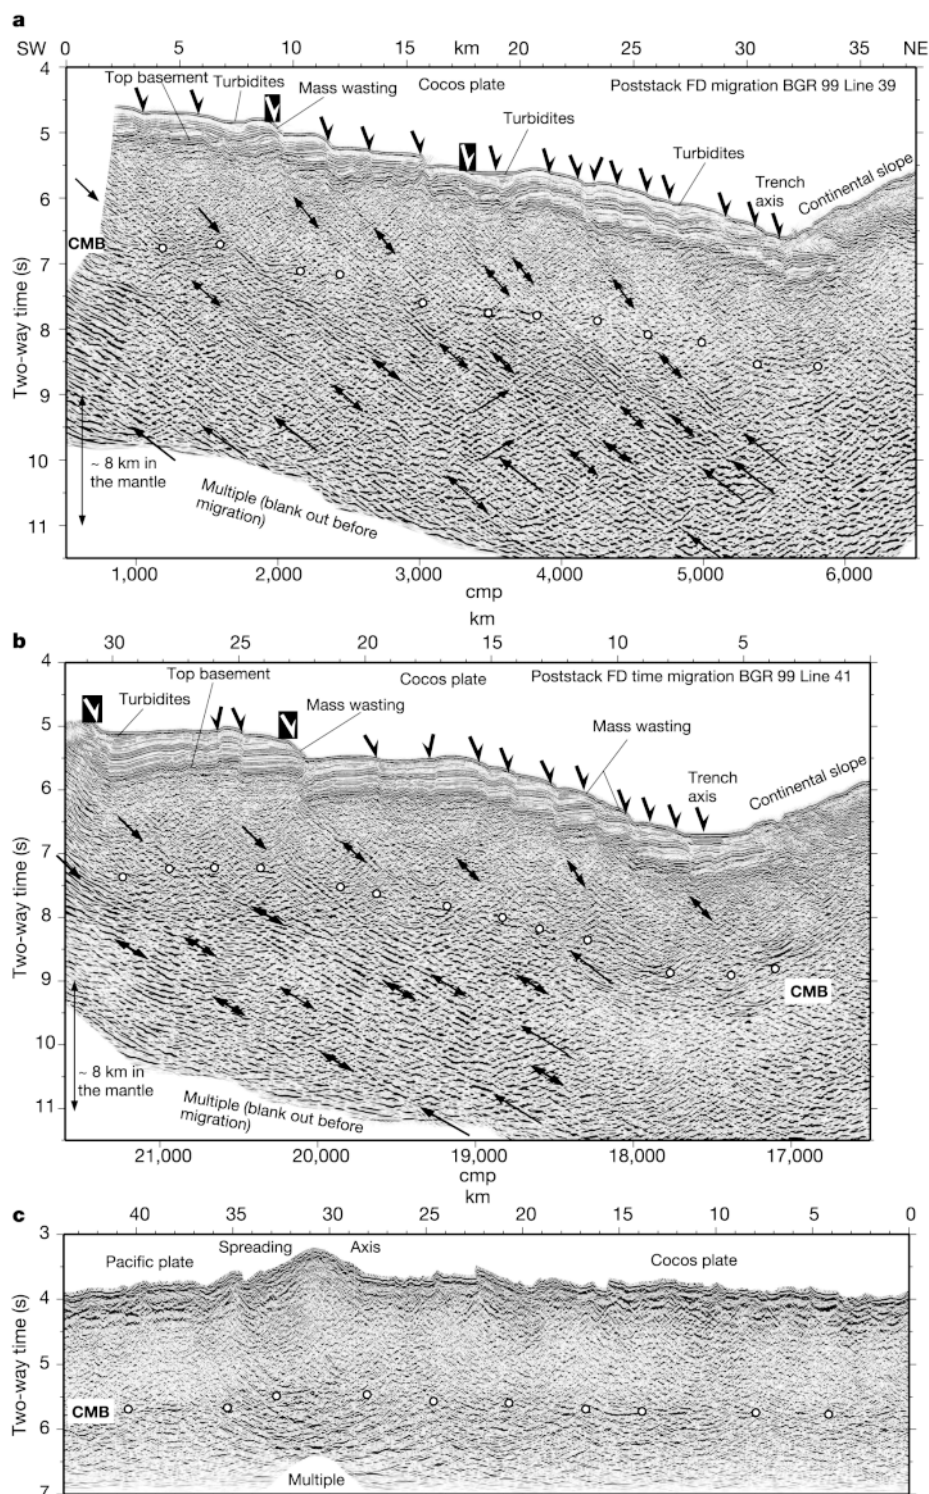 a
SW 0 5 10 15 km 20 25 30 35 NE
4
Top basement
Turbidites
Mass wasting
Cocos plate
Poststack FD migration BGR 99 Line 39
5
Turbidites
Turbidites
6
Trench
axis
Continental slope
CMB
7
Two-way time (s)
8
9
10
~ 8 km in
the mantle
Multiple (blank out before
migration)
11
1,000 2,000 3,000 4,000 5,000 6,000
cmp
km
b
30 25 20 15 10 5
4
Top basement
Cocos plate
Poststack FD time migration BGR 99 Line 41
Turbidites
Mass wasting
5
Mass wasting
6
Trench
axis
Continental slope
7
Two-way time (s)
8
9
CMB
10
~ 8 km in
the mantle
Multiple (blank out before
migration)
11
21,000 20,000 19,000 18,000 17,000
cmp
km
c
40 35 30 25 20 15 10 5 0
3
Pacific plate
Spreading
Axis
Cocos plate
4
Two-way time (s)
5
CMB
6
Multiple
7